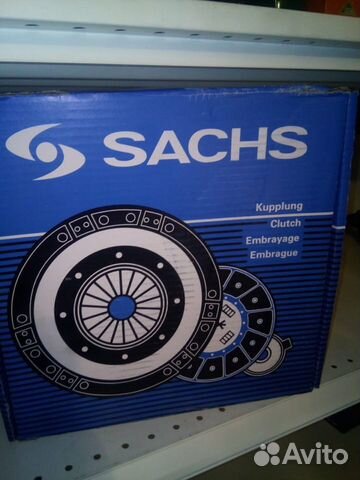 SACHS
Kupplung
Clutch
Embrayage
Embrague
Avito